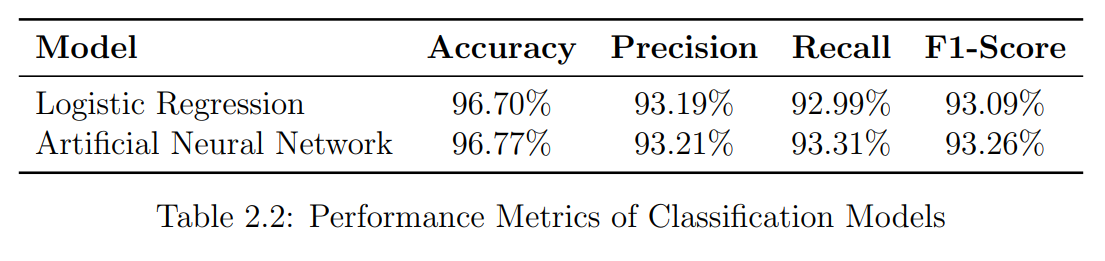 Model Accuracy Precision Recall F1-Score
Logistic Regression 96.70% 93.19% 92.99% 93.09%
Artificial Neural Network 96.77% 93.21% 93.31% 93.26%
Table 2.2: Performance Metrics of Classification Models